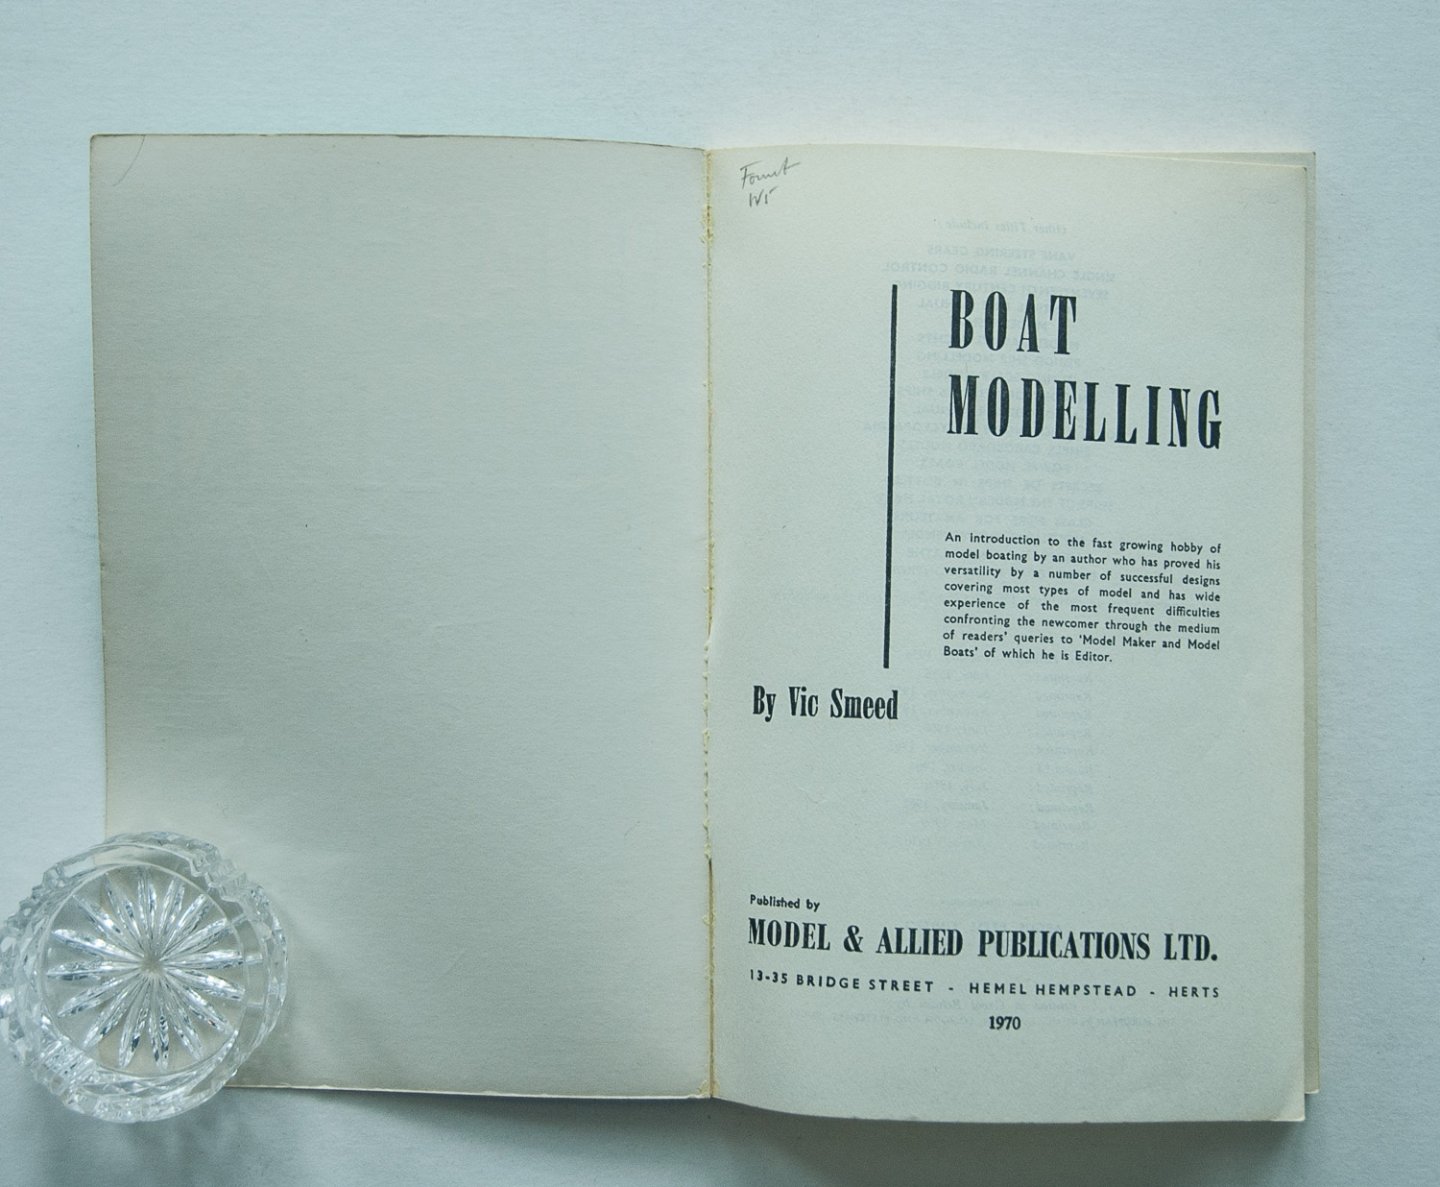 BOAT
MODELLING
An introduction to the fast growing hobby of
model boating by an author who has proved his
versatility by a number of successful designs
covering most types of model and has wide
experience of the most frequent difficulties
confronting the newcomer through the medium
of readers' queries to 'Model Maker and Model
Boats' of which he is Editor.
By Vic Smeed
Published by
MODEL & ALLIED PUBLICATIONS LTD.
13-35 BRIDGE STREET - HEMEL HEMPSTEAD - HERTS
1970